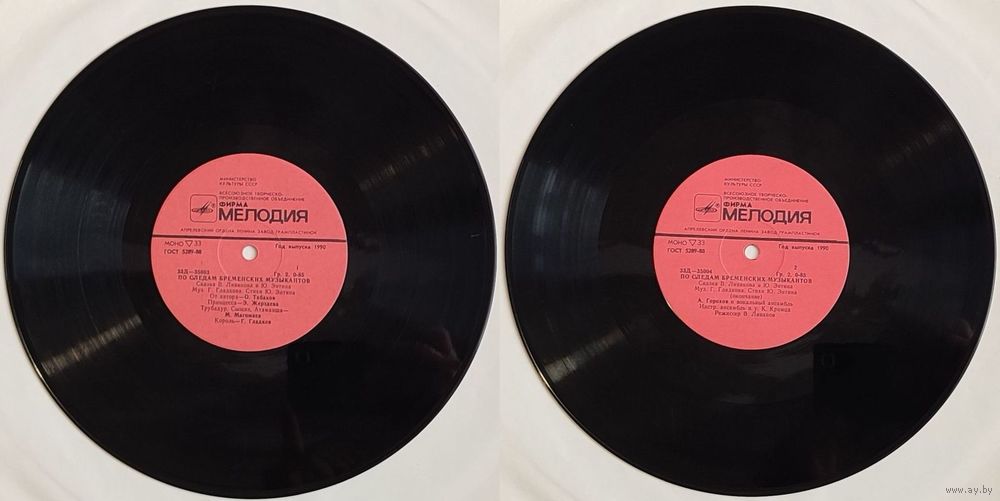 МИНИСТЕРСТВО
КУЛЬТУРЫ СССР
ВСЕСОЮЗНОЕ ТВОРЧЕСКО-
ПРОИЗВОДСТВЕННОЕ ОБЪЕДИНЕНИЕ
ФИРМА
МЕЛОДИЯ
АПРЕЛЕВСКИЙ ОРДЕНА ЛЕНИНА ЗАВОД ГРАМПЛАСТИНОК
МОНО 33 Год выпуска 1990
ГОСТ 5289-88
33Д—35003 1
Гр. 2. 0-85
ПО СЛЕДАМ БРЕМЕНСКИХ МУЗЫКАНТОВ
Сказка В. Ливанова и Ю. Энтина
Муз. Г. Гладкова. Стихи Ю. Энтина
От автора—О. Табаков
Принцесса—Э. Жерздева
Трубадур, Сыщик, Атаманша—
М. Магомаев
Король—Г. Гладков
МИНИСТЕРСТВО
КУЛЬТУРЫ СССР
ВСЕСОЮЗНОЕ ТВОРЧЕСКО-
ПРОИЗВОДСТВЕННОЕ ОБЪЕДИНЕНИЕ
ФИРМА
МЕЛОДИЯ
АПРЕЛЕВСКИЙ ОРДЕНА ЛЕНИНА ЗАВОД ГРАМПЛАСТИНОК
МОНО 33 Год выпуска 1990
ГОСТ 5289-88
33Д—35004 2
Гр. 2. 0-85
ПО СЛЕДАМ БРЕМЕНСКИХ МУЗЫКАНТОВ
Сказка В. Ливанова и Ю. Энтина
Муз. Г. Гладкова. Стихи Ю. Энтина
(окончание)
А. Горохов и вокальный ансамбль
Инстр. ансамбль п/у К. Кримца
Режиссер В. Ливанов
www.ay.by